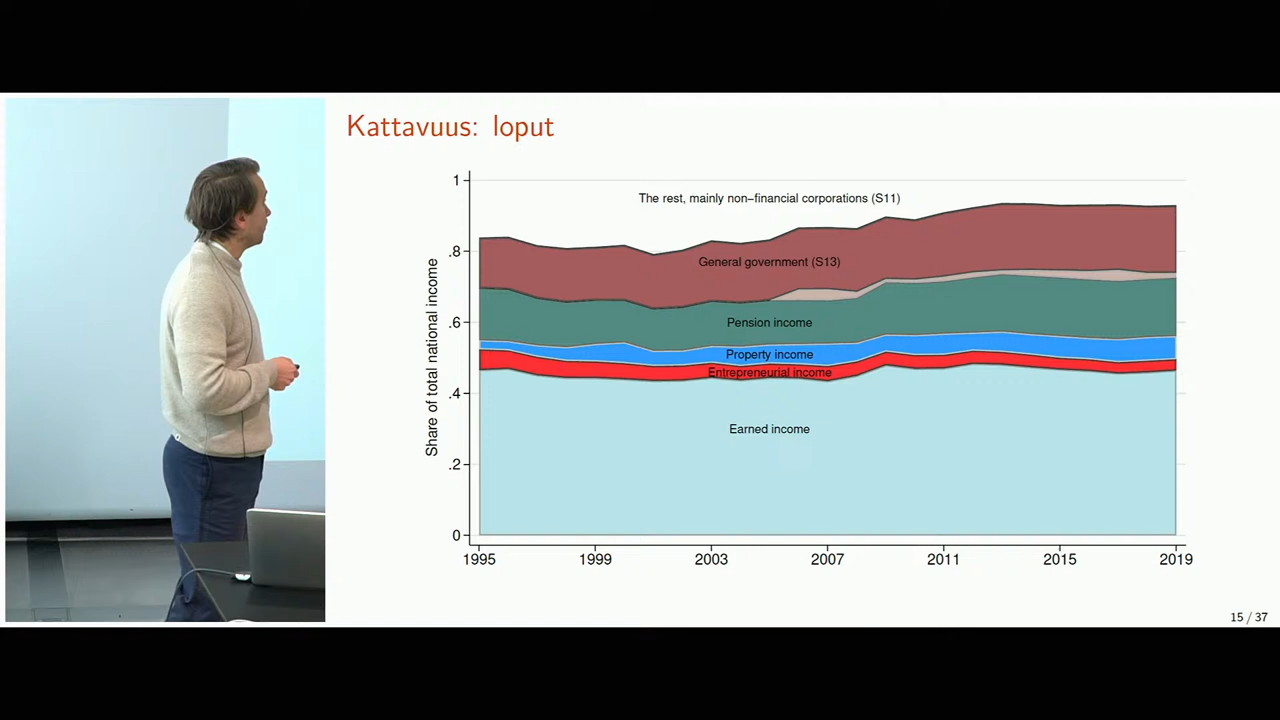 Kattavuus: loput
Share of total national income
1
.8
.6
.4
.2
0
The rest, mainly non-financial corporations (S11)
General government (S13)
Pension income
Property income
Entrepreneurial income
Earned income
1995
1999
2003
2007
2011
2015
2019
15 / 37